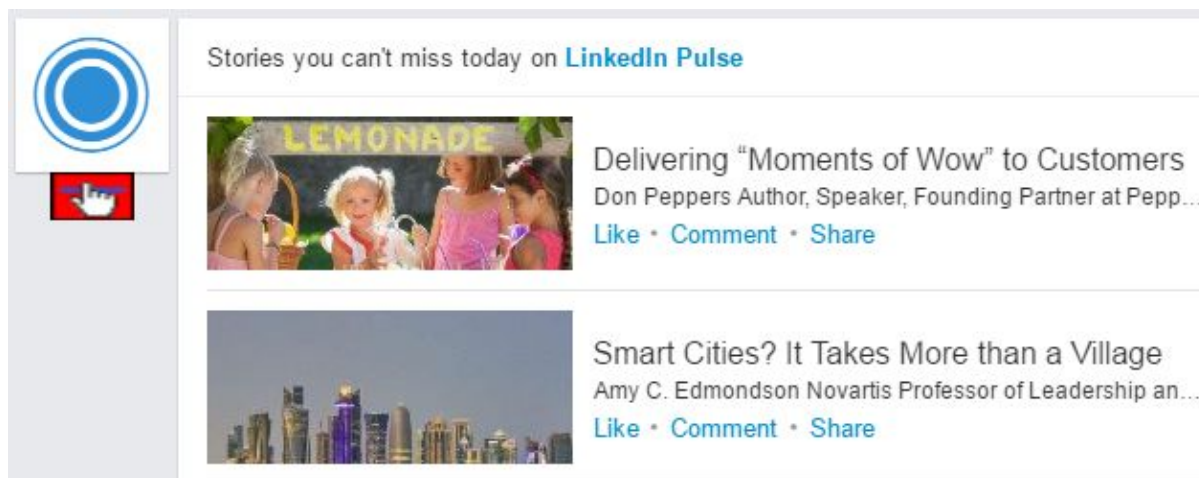 Stories you can't miss today on LinkedIn Pulse
LEMONADE
Delivering “Moments of Wow” to Customers
Don Peppers Author, Speaker, Founding Partner at Pepp...
Like • Comment • Share
Smart Cities? It Takes More than a Village
Amy C. Edmondson Novartis Professor of Leadership an...
Like • Comment • Share